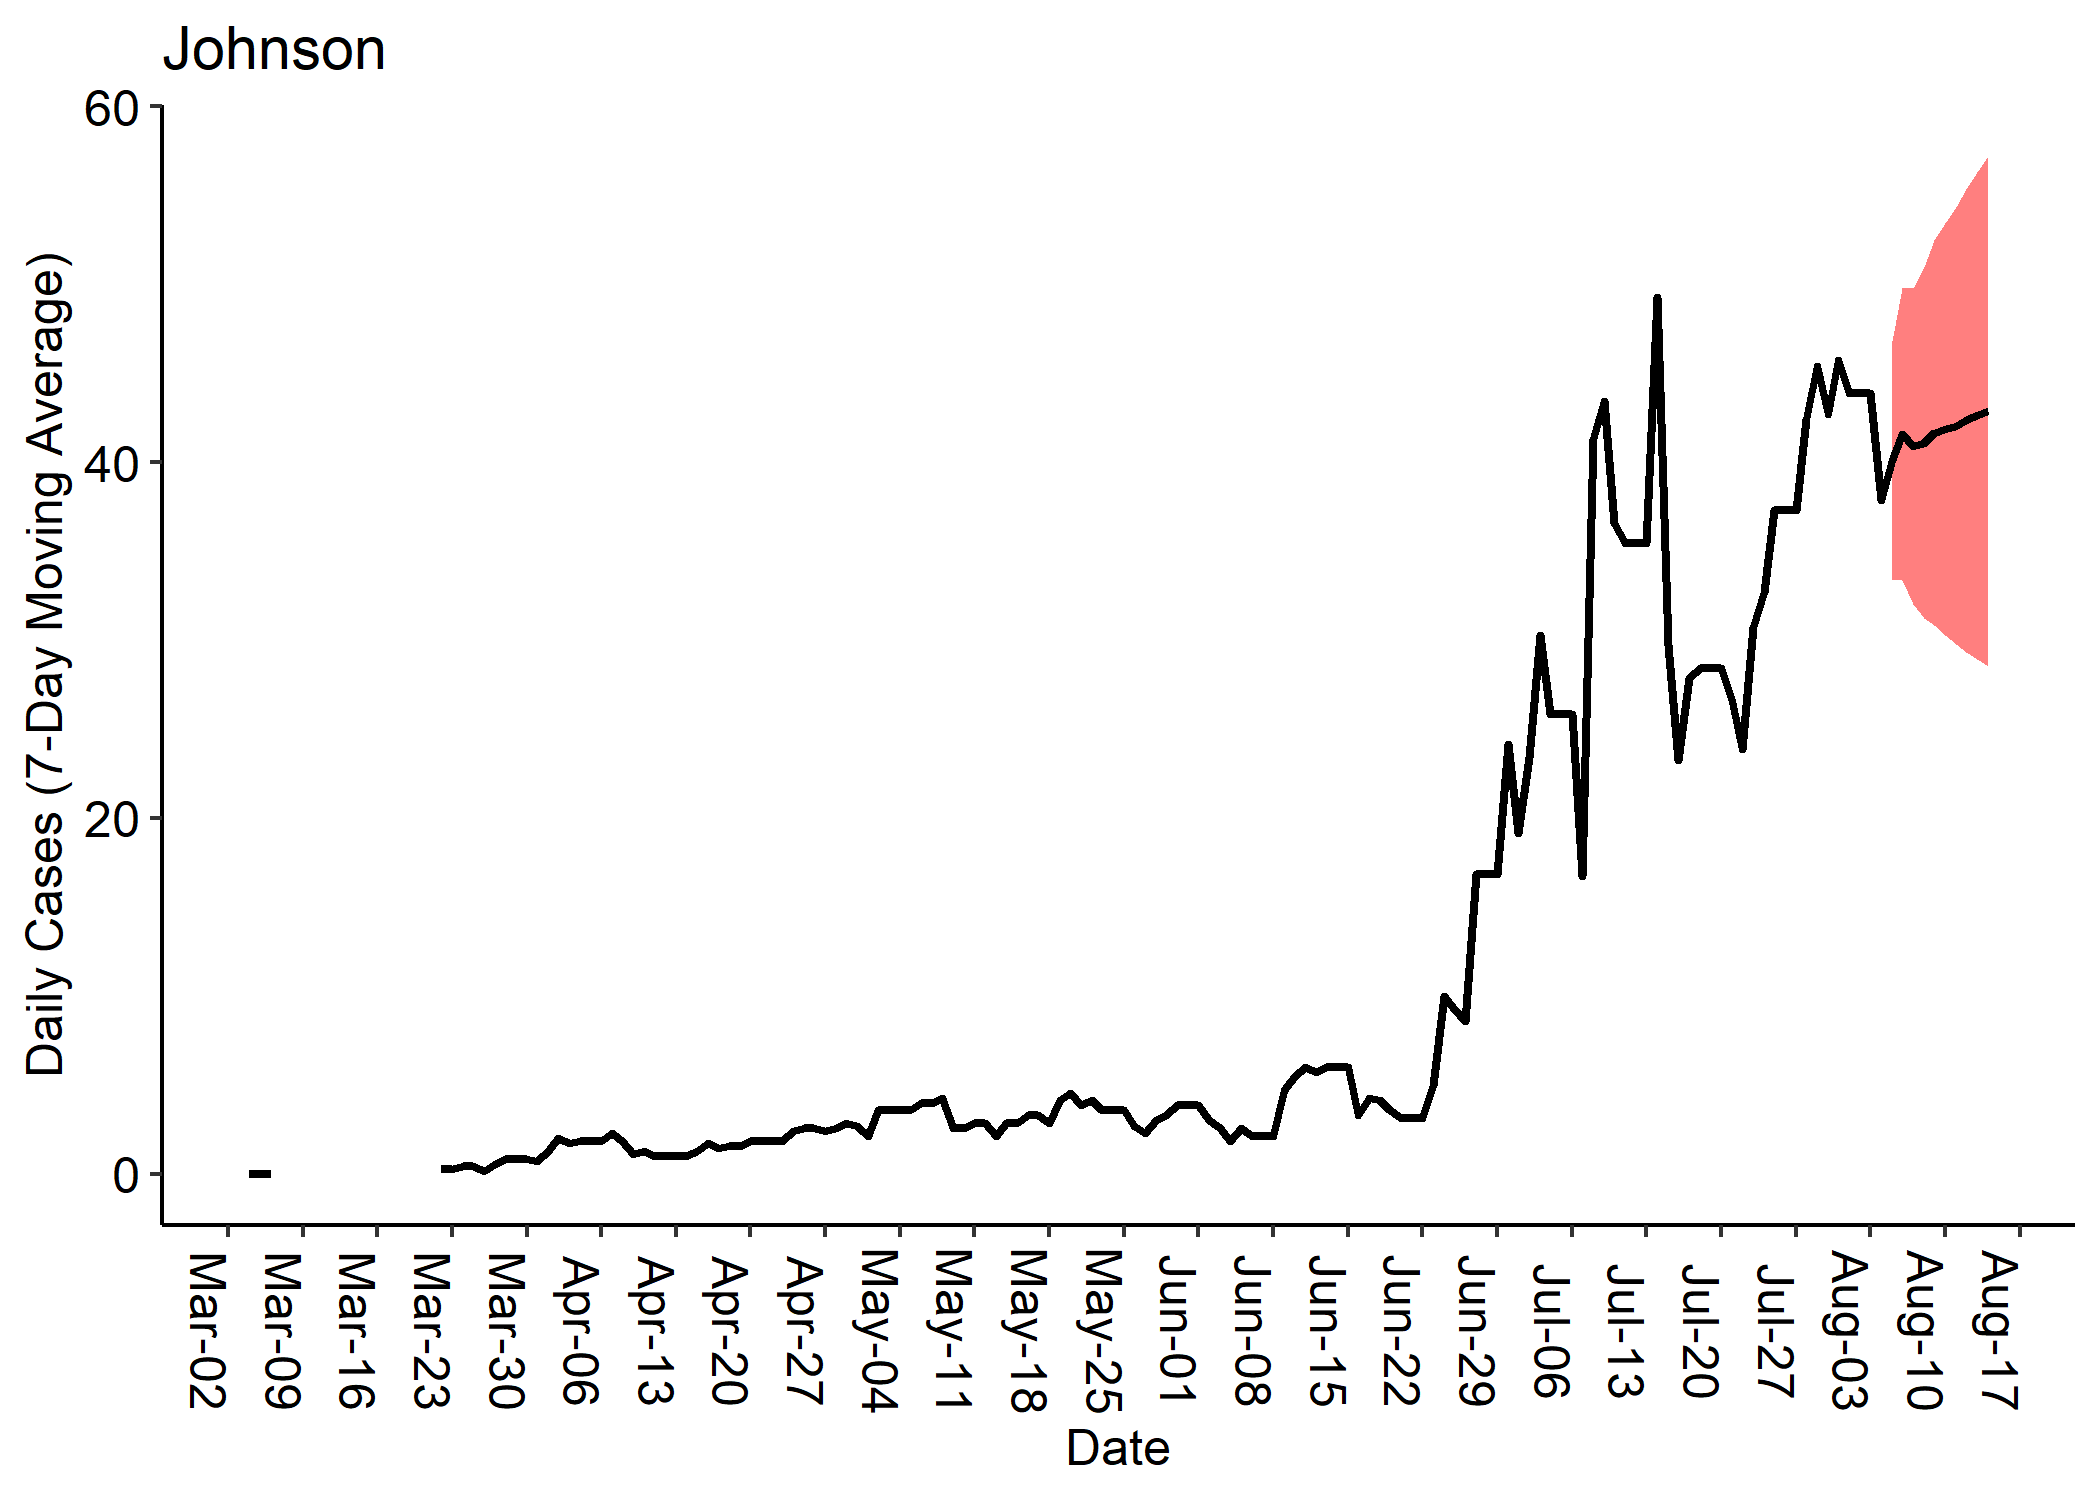 Johnson
Daily Cases (7-Day Moving Average)
60
40
20
0
Mar-02
Mar-09
Mar-16
Mar-23
Mar-30
Apr-06
Apr-13
Apr-20
Apr-27
May-04
May-11
May-18
May-25
Jun-01
Jun-08
Jun-15
Jun-22
Jun-29
Jul-06
Jul-13
Jul-20
Jul-27
Aug-03
Aug-10
Aug-17
Date